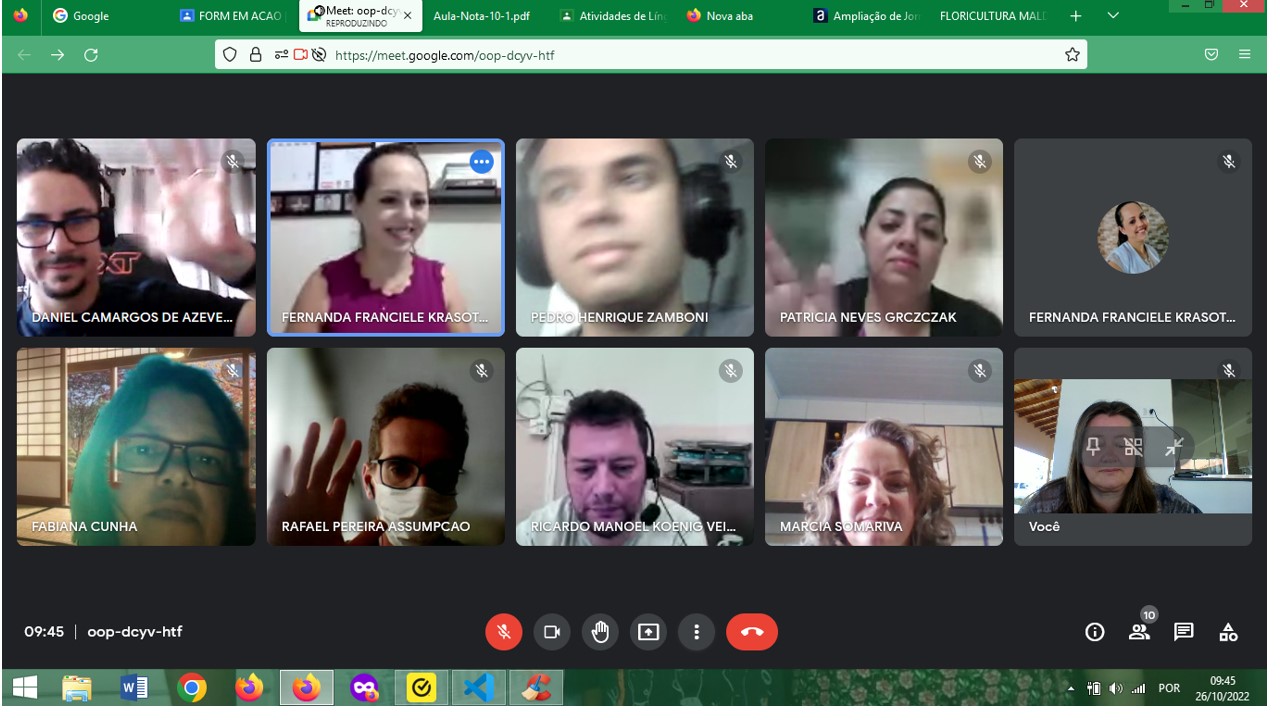 Google
FORM EM ACAO
Meet: oop-dcyv
REPRODUZINDO
Aula-Nota-10-1.pdf
Atividades de Líng
Nova aba
Ampliação de Jor
FLORICULTURA MALD
https://meet.google.com/oop-dcyv-htf
DANIEL CAMARGOS DE AZEVE...
FERNANDA FRANCIELE KRASOT...
PEDRO HENRIQUE ZAMBONI
PATRICIA NEVES GRCZCZAK
FERNANDA FRANCIELE KRASOT...
FABIANA CUNHA
RAFAEL PEREIRA ASSUMPCAO
RICARDO MANOEL KOENIG VEI...
MARCIA SOMARIVA
Você
09:45 | oop-dcyv-htf
10
POR
09:45
26/10/2022